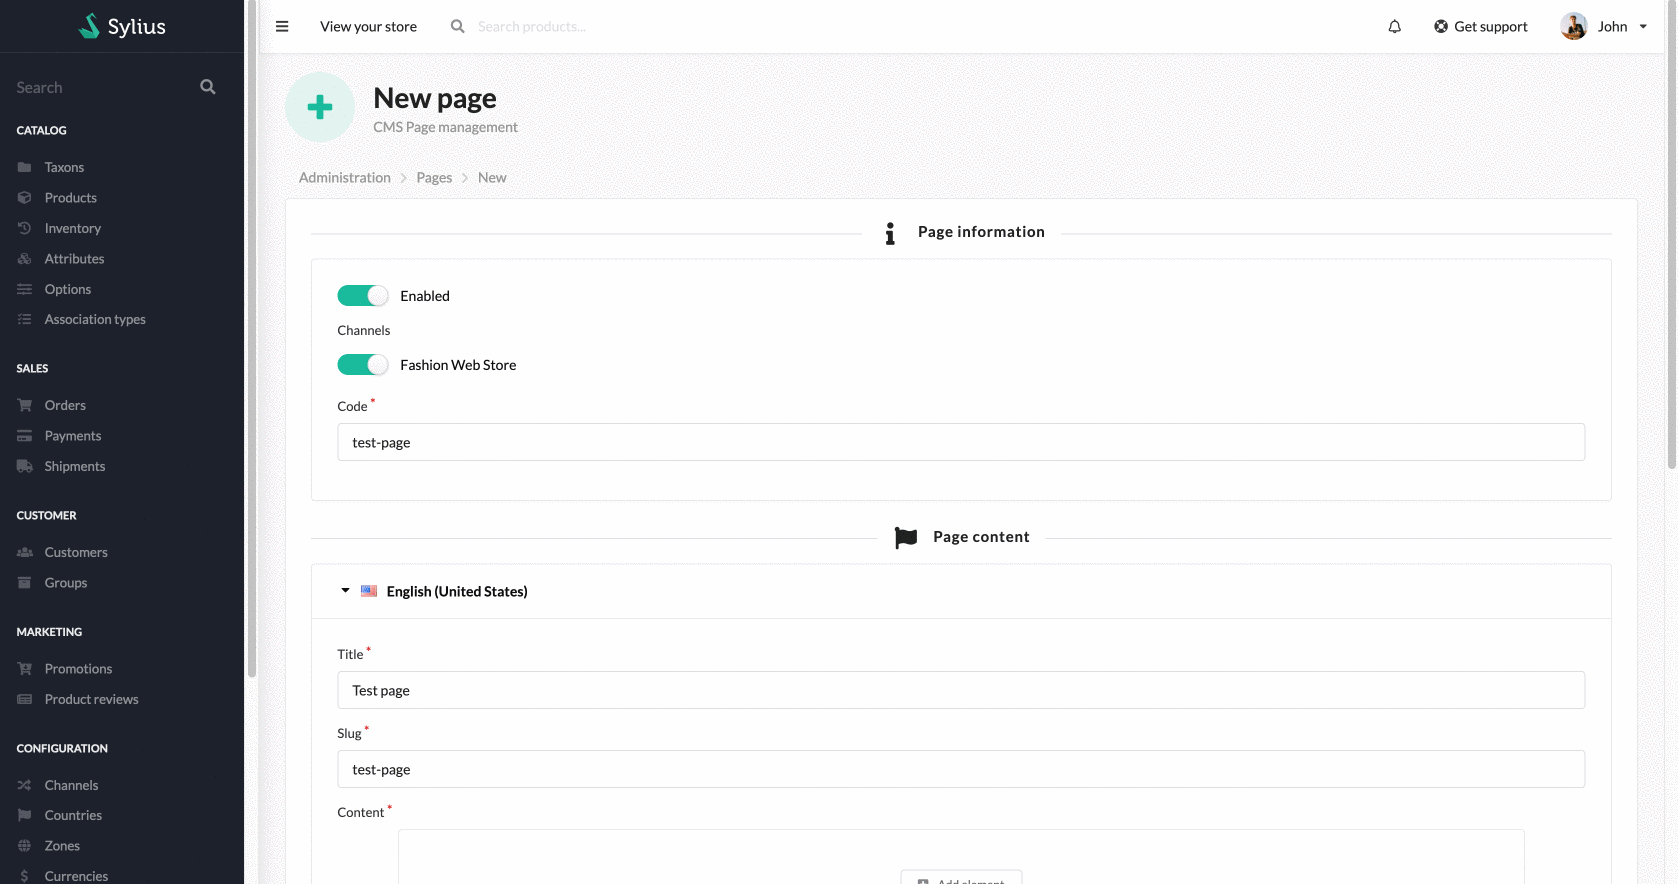 Sylius
View your store
Search products...
Get support
John
Search
CATALOG
Taxons
Products
Inventory
Attributes
Options
Association types
SALES
Orders
Payments
Shipments
CUSTOMER
Customers
Groups
MARKETING
Promotions
Product reviews
CONFIGURATION
Channels
Countries
Zones
Currencies
New page
CMS Page management
Administration > Pages > New
Page information
Enabled
Channels
Fashion Web Store
Code *
test-page
Page content
English (United States)
Title *
Test page
Slug *
test-page
Content *
Add element